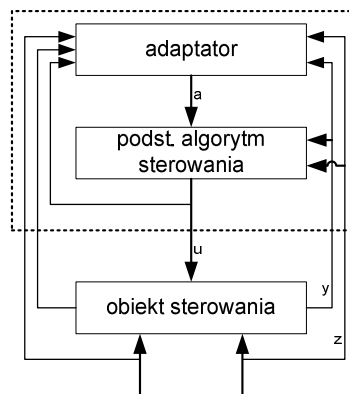 adaptator
a
podst. algorytm
sterowania
u
obiekt sterowania
y
z